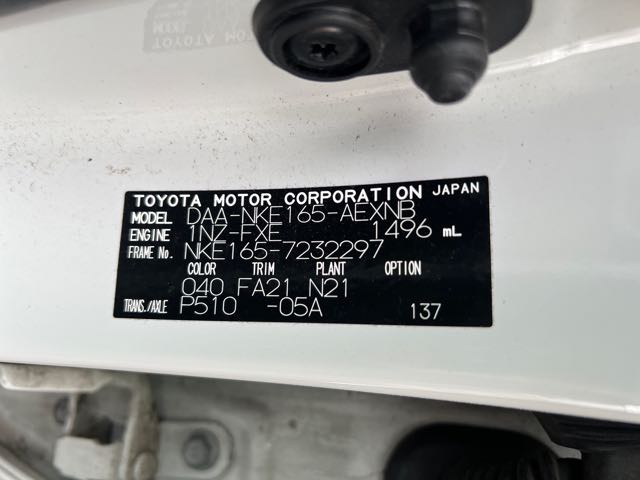 TOYOTA MOTOR CORPORATION JAPAN
MODEL DAA-NKE165-AEXNB
ENGINE 1NZ-FXE 1496 mL
FRAME No. NKE165-7232297
COLOR TRIM PLANT OPTION
040 FA21 N21
TRANS./AXLE P510 -05A 137